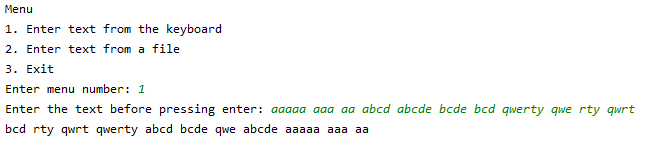 Menu
1. Enter text from the keyboard
2. Enter text from a file
3. Exit
Enter menu number: 1
Enter the text before pressing enter: aaaaa aaa aa abcd abcde bcde bcd qwerty qwe rty qwrt
bcd rty qwrt qwerty abcd bcde qwe abcde aaaaa aaa aa